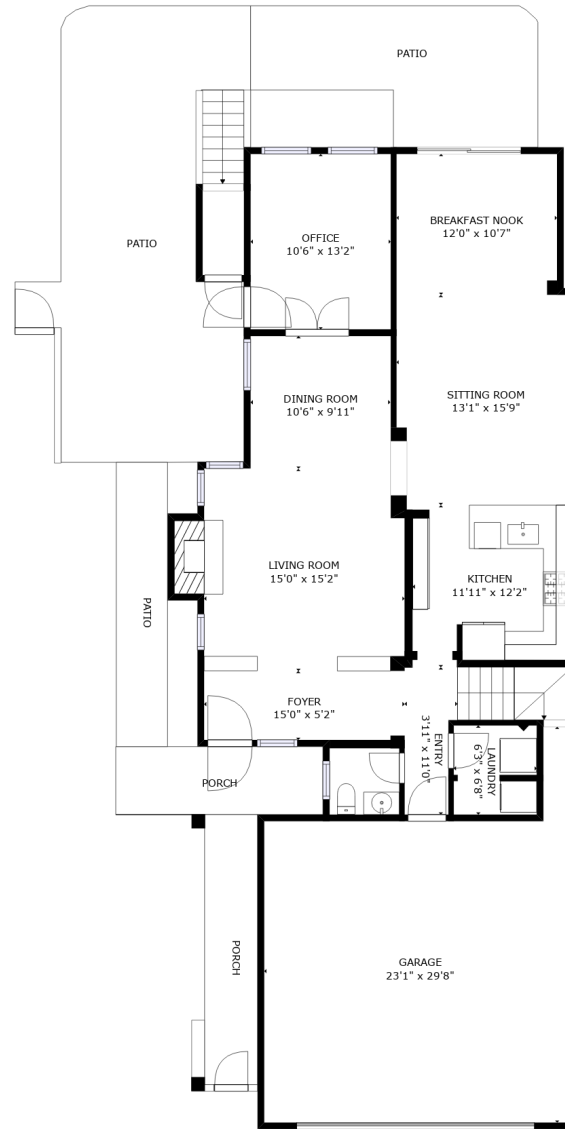 PATIO
PATIO
BREAKFAST NOOK
12'0" x 10'7"
OFFICE
10'6" x 13'2"
DINING ROOM
10'6" x 9'11"
SITTING ROOM
13'1" x 15'9"
LIVING ROOM
15'0" x 15'2"
KITCHEN
11'11" x 12'2"
PATIO
FOYER
15'0" x 5'2"
ENTRY
3'11" x 11'0"
LAUNDRY
6'3" x 6'8"
PORCH
PORCH
GARAGE
23'1" x 29'8"